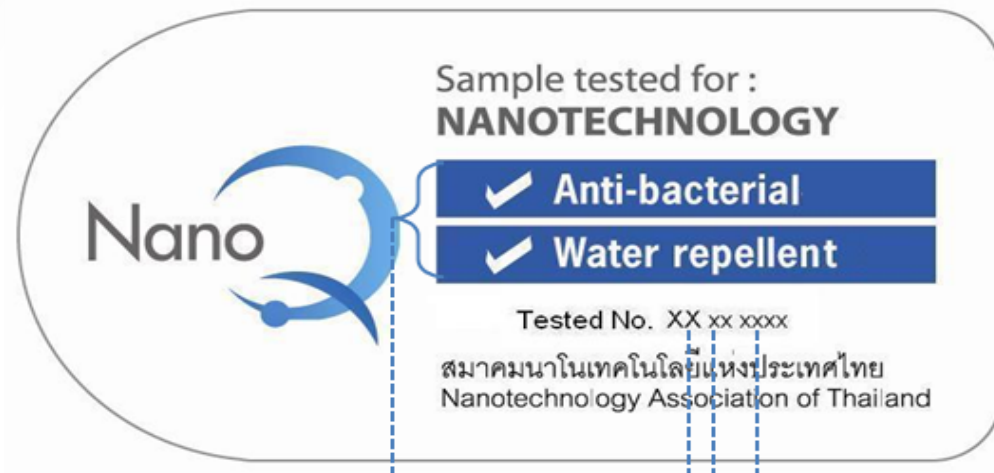 Nano
Sample tested for :
NANOTECHNOLOGY
Anti-bacterial
Water repellent
Tested No. XX xx xxxx
สมาคมนาโนเทคโนโลยีแห่งประเทศไทย
Nanotechnology Association of Thailand